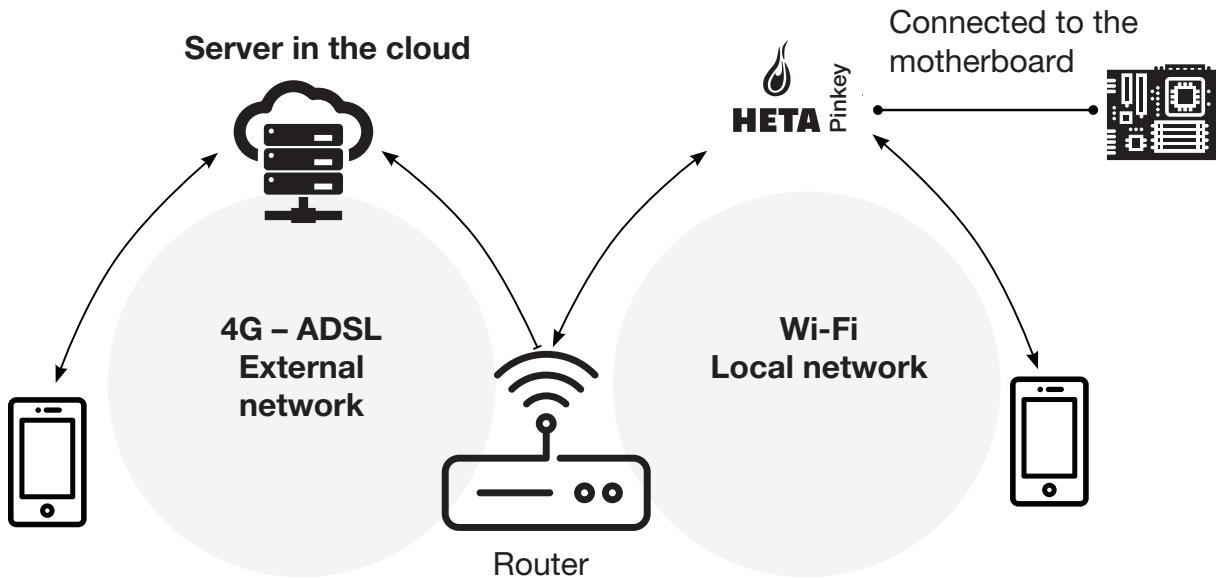 Server in the cloud
Connected to the
motherboard
HETA
Pinkey
4G – ADSL
External
network
Wi-Fi
Local network
Router